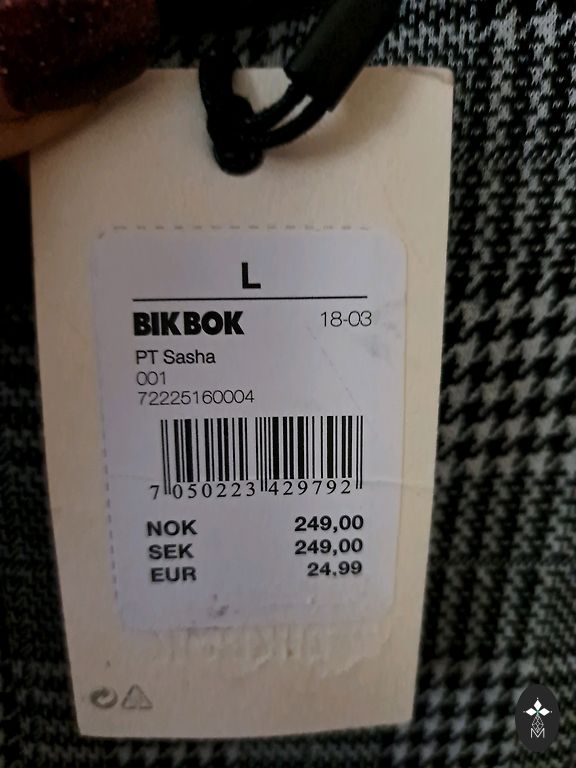 L
BIKBOK 18-03
PT Sasha
001
72225160004
7 050223 429792
NOK 249,00
SEK 249,00
EUR 24.99
BIKBOK
M